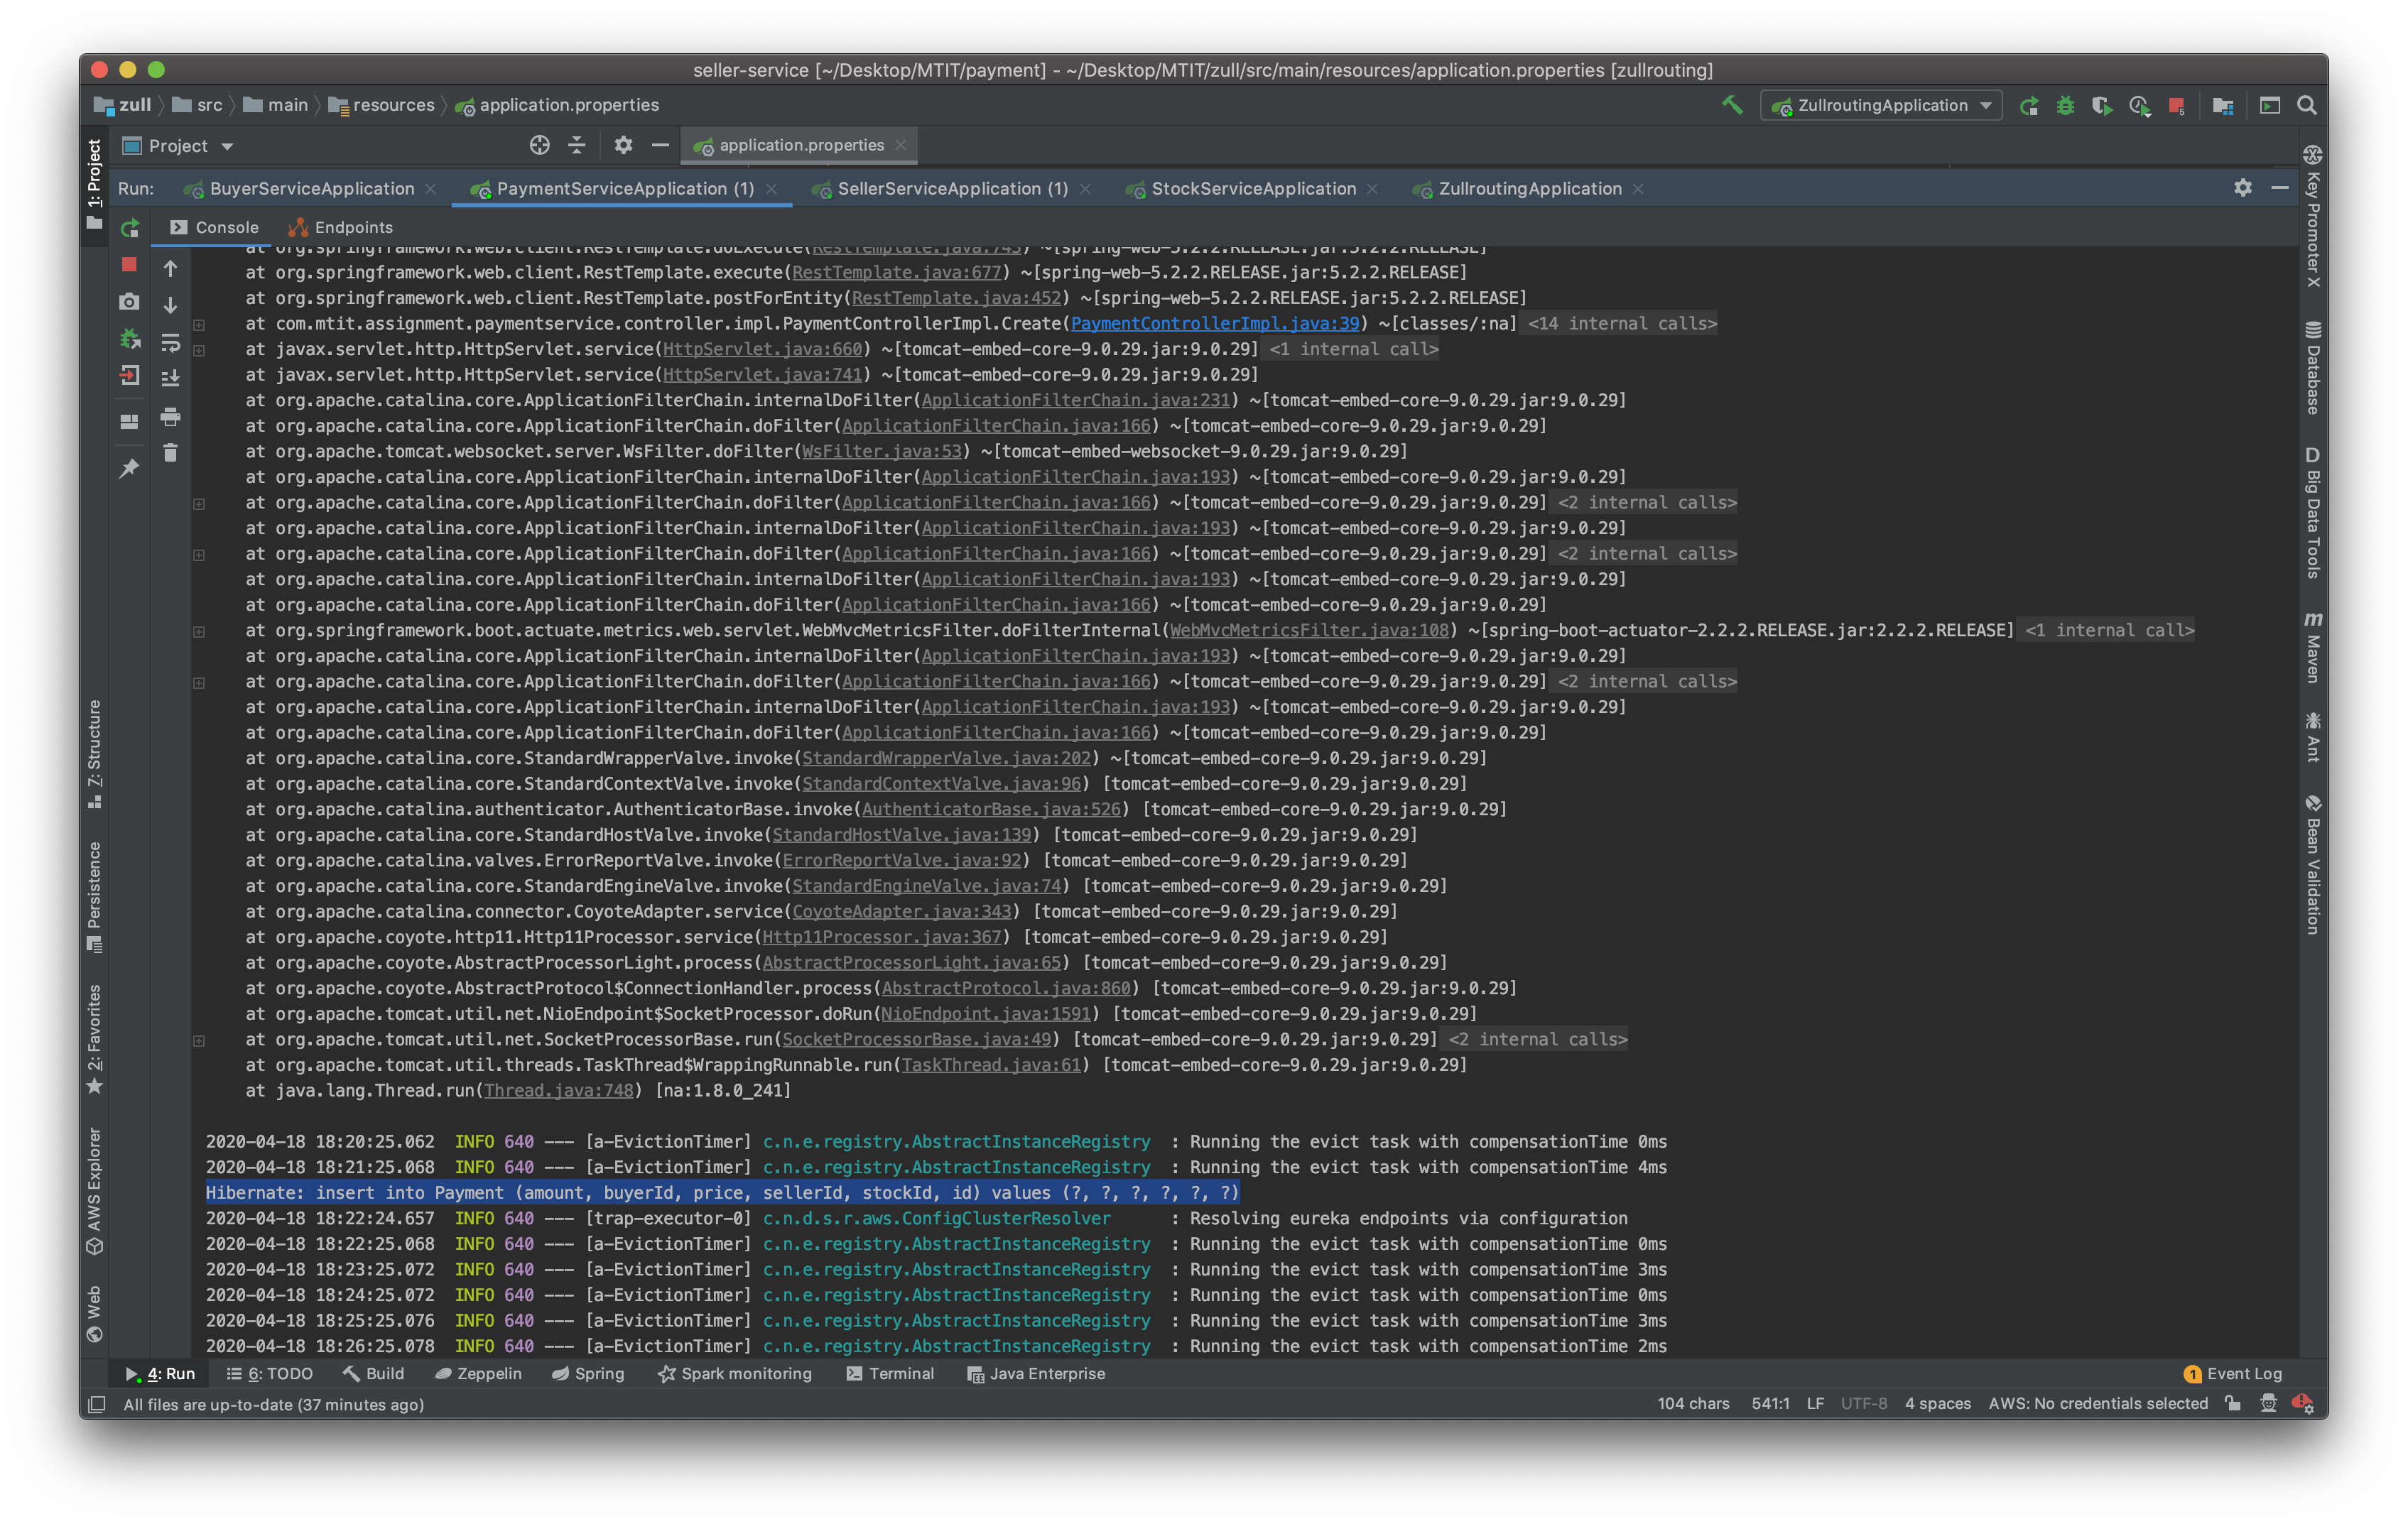 seller-service [~/Desktop/MTIT/payment] - ~/Desktop/MTIT/zull/src/main/resources/application.properties [zullrouting]
zull src main resources application.properties ZullroutingApplication
Project application.properties
Run: BuyerServiceApplication PaymentServiceApplication (1) SellerServiceApplication (1) StockServiceApplication ZullroutingApplication
Console Endpoints
at org.springframework.web.client.RestTemplate.doExecute(RestTemplate.java:743) ~[spring-web-5.2.2.RELEASE.jar:5.2.2.RELEASE]
at org.springframework.web.client.RestTemplate.execute(RestTemplate.java:677) ~[spring-web-5.2.2.RELEASE.jar:5.2.2.RELEASE]
at org.springframework.web.client.RestTemplate.postForEntity(RestTemplate.java:452) ~[spring-web-5.2.2.RELEASE.jar:5.2.2.RELEASE]
at com.mtit.assignment.paymentservice.controller.impl.PaymentControllerImpl.Create(PaymentControllerImpl.java:39) ~[classes/:na] <14 internal calls>
at javax.servlet.http.HttpServlet.service(HttpServlet.java:660) ~[tomcat-embed-core-9.0.29.jar:9.0.29] <1 internal call>
at javax.servlet.http.HttpServlet.service(HttpServlet.java:741) ~[tomcat-embed-core-9.0.29.jar:9.0.29]
at org.apache.catalina.core.ApplicationFilterChain.internalDoFilter(ApplicationFilterChain.java:231) ~[tomcat-embed-core-9.0.29.jar:9.0.29]
at org.apache.catalina.core.ApplicationFilterChain.doFilter(ApplicationFilterChain.java:166) ~[tomcat-embed-core-9.0.29.jar:9.0.29]
at org.apache.tomcat.websocket.server.WsFilter.doFilter(WsFilter.java:53) ~[tomcat-embed-websocket-9.0.29.jar:9.0.29]
at org.apache.catalina.core.ApplicationFilterChain.internalDoFilter(ApplicationFilterChain.java:193) ~[tomcat-embed-core-9.0.29.jar:9.0.29]
at org.apache.catalina.core.ApplicationFilterChain.doFilter(ApplicationFilterChain.java:166) ~[tomcat-embed-core-9.0.29.jar:9.0.29] <2 internal calls>
at org.apache.catalina.core.ApplicationFilterChain.internalDoFilter(ApplicationFilterChain.java:193) ~[tomcat-embed-core-9.0.29.jar:9.0.29]
at org.apache.catalina.core.ApplicationFilterChain.doFilter(ApplicationFilterChain.java:166) ~[tomcat-embed-core-9.0.29.jar:9.0.29] <2 internal calls>
at org.apache.catalina.core.ApplicationFilterChain.internalDoFilter(ApplicationFilterChain.java:193) ~[tomcat-embed-core-9.0.29.jar:9.0.29]
at org.apache.catalina.core.ApplicationFilterChain.doFilter(ApplicationFilterChain.java:166) ~[tomcat-embed-core-9.0.29.jar:9.0.29]
at org.springframework.boot.actuate.metrics.web.servlet.WebMvcMetricsFilter.doFilterInternal(WebMvcMetricsFilter.java:108) ~[spring-boot-actuator-2.2.2.RELEASE.jar:2.2.2.RELEASE] <1 internal call>
at org.apache.catalina.core.ApplicationFilterChain.internalDoFilter(ApplicationFilterChain.java:193) ~[tomcat-embed-core-9.0.29.jar:9.0.29]
at org.apache.catalina.core.ApplicationFilterChain.doFilter(ApplicationFilterChain.java:166) ~[tomcat-embed-core-9.0.29.jar:9.0.29] <2 internal calls>
at org.apache.catalina.core.ApplicationFilterChain.internalDoFilter(ApplicationFilterChain.java:193) ~[tomcat-embed-core-9.0.29.jar:9.0.29]
at org.apache.catalina.core.ApplicationFilterChain.doFilter(ApplicationFilterChain.java:166) ~[tomcat-embed-core-9.0.29.jar:9.0.29]
at org.apache.catalina.core.StandardWrapperValve.invoke(StandardWrapperValve.java:202) ~[tomcat-embed-core-9.0.29.jar:9.0.29]
at org.apache.catalina.core.StandardContextValve.invoke(StandardContextValve.java:96) [tomcat-embed-core-9.0.29.jar:9.0.29]
at org.apache.catalina.authenticator.AuthenticatorBase.invoke(AuthenticatorBase.java:526) [tomcat-embed-core-9.0.29.jar:9.0.29]
at org.apache.catalina.core.StandardHostValve.invoke(StandardHostValve.java:139) [tomcat-embed-core-9.0.29.jar:9.0.29]
at org.apache.catalina.valves.ErrorReportValve.invoke(ErrorReportValve.java:92) [tomcat-embed-core-9.0.29.jar:9.0.29]
at org.apache.catalina.core.StandardEngineValve.invoke(StandardEngineValve.java:74) [tomcat-embed-core-9.0.29.jar:9.0.29]
at org.apache.catalina.connector.CoyoteAdapter.service(CoyoteAdapter.java:343) [tomcat-embed-core-9.0.29.jar:9.0.29]
at org.apache.coyote.http11.Http11Processor.service(Http11Processor.java:367) [tomcat-embed-core-9.0.29.jar:9.0.29]
at org.apache.coyote.AbstractProcessorLight.process(AbstractProcessorLight.java:65) [tomcat-embed-core-9.0.29.jar:9.0.29]
at org.apache.coyote.AbstractProtocol$ConnectionHandler.process(AbstractProtocol.java:860) [tomcat-embed-core-9.0.29.jar:9.0.29]
at org.apache.tomcat.util.net.NioEndpoint$SocketProcessor.doRun(NioEndpoint.java:1591) [tomcat-embed-core-9.0.29.jar:9.0.29]
at org.apache.tomcat.util.net.SocketProcessorBase.run(SocketProcessorBase.java:49) [tomcat-embed-core-9.0.29.jar:9.0.29] <2 internal calls>
at org.apache.tomcat.util.threads.TaskThread$WrappingRunnable.run(TaskThread.java:61) [tomcat-embed-core-9.0.29.jar:9.0.29]
at java.lang.Thread.run(Thread.java:748) [na:1.8.0_241]
2020-04-18 18:20:25.062 INFO 640 --- [a-EvictionTimer] c.n.e.registry.AbstractInstanceRegistry : Running the evict task with compensationTime 0ms
2020-04-18 18:21:25.068 INFO 640 --- [a-EvictionTimer] c.n.e.registry.AbstractInstanceRegistry : Running the evict task with compensationTime 4ms
Hibernate: insert into Payment (amount, buyerId, price, sellerId, stockId, id) values (?, ?, ?, ?, ?, ?)
2020-04-18 18:22:24.657 INFO 640 --- [trap-executor-0] c.n.d.s.r.aws.ConfigClusterResolver : Resolving eureka endpoints via configuration
2020-04-18 18:22:25.068 INFO 640 --- [a-EvictionTimer] c.n.e.registry.AbstractInstanceRegistry : Running the evict task with compensationTime 0ms
2020-04-18 18:23:25.072 INFO 640 --- [a-EvictionTimer] c.n.e.registry.AbstractInstanceRegistry : Running the evict task with compensationTime 3ms
2020-04-18 18:24:25.072 INFO 640 --- [a-EvictionTimer] c.n.e.registry.AbstractInstanceRegistry : Running the evict task with compensationTime 0ms
2020-04-18 18:25:25.076 INFO 640 --- [a-EvictionTimer] c.n.e.registry.AbstractInstanceRegistry : Running the evict task with compensationTime 3ms
2020-04-18 18:26:25.078 INFO 640 --- [a-EvictionTimer] c.n.e.registry.AbstractInstanceRegistry : Running the evict task with compensationTime 2ms
1: Project
Z: Structure
Persistence
2: Favorites
AWS Explorer
Web
Key Promoter X
Database
D Big Data Tools
m Maven
Ant
Bean Validation
4: Run 6: TODO Build Zeppelin Spring Spark monitoring Terminal Java Enterprise 1 Event Log
All files are up-to-date (37 minutes ago) 104 chars 541:1 LF UTF-8 4 spaces AWS: No credentials selected